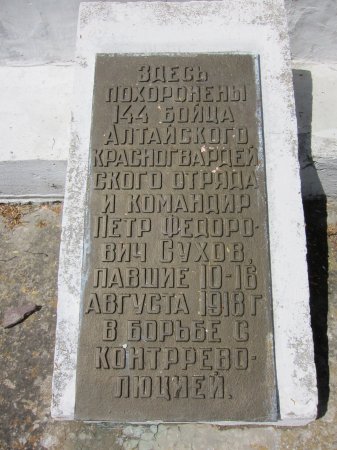 ЗДЕСЬ
ПОХОРОНЕНЫ
144 БОЙЦА
АЛТАЙСКОГО
КРАСНОГВАРДЕЙ
СКОГО ОТРЯДА
И КОМАНДИР
ПЕТР ФЕДОРО-
ВИЧ СУХОВ,
ПАВШИЕ 10-16
АВГУСТА 1918 Г
В БОРЬБЕ С
КОНТРРЕВО-
ЛЮЦИЕЙ.